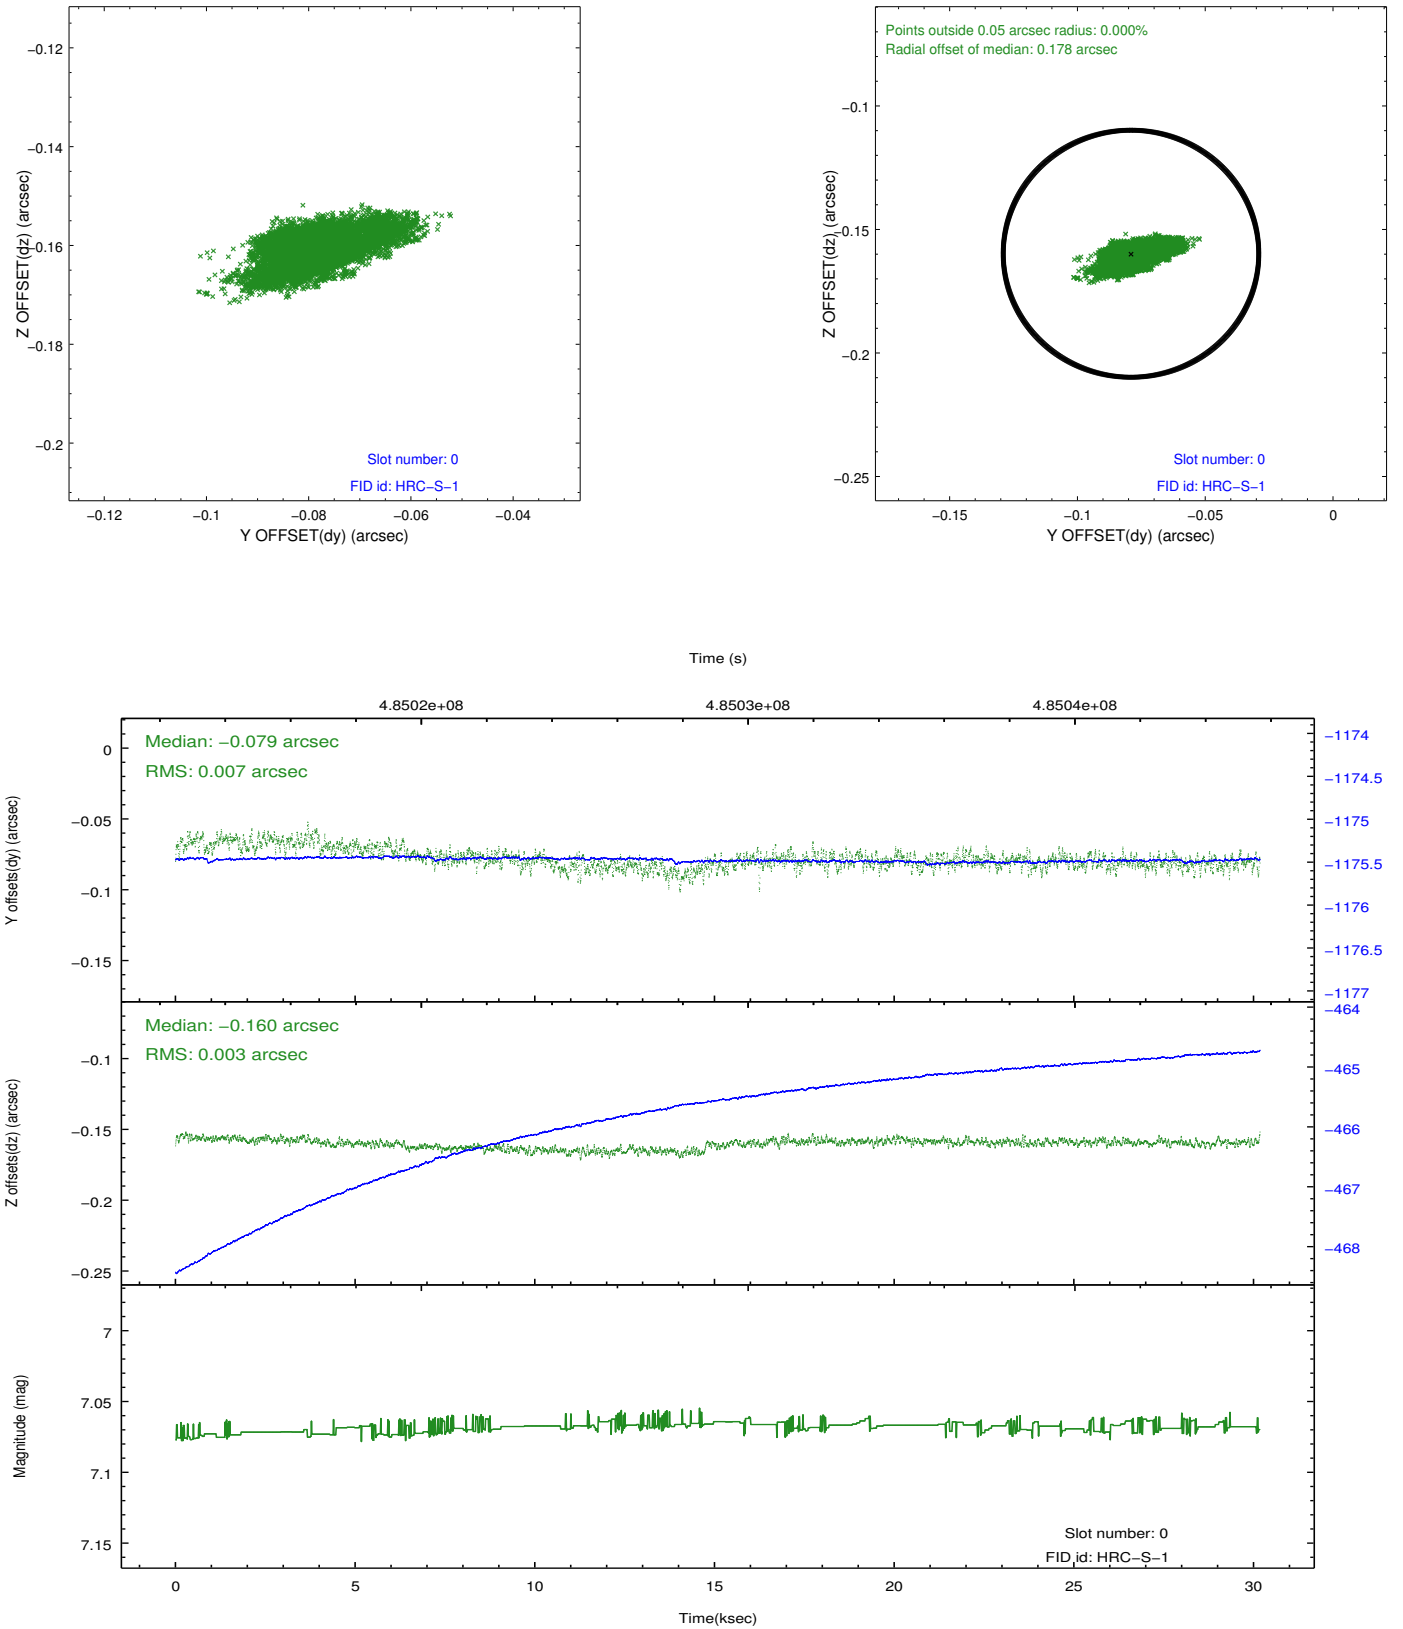 −0.12
−0.14
−0.16
−0.18
−0.2
Z OFFSET(dz) (arcsec)
Slot number: 0
FID id: HRC−S−1
−0.12
−0.1
−0.08
−0.06
−0.04
Y OFFSET(dy) (arcsec)
Points outside 0.05 arcsec radius: 0.000%
Radial offset of median: 0.178 arcsec
−0.1
−0.15
−0.2
−0.25
Z OFFSET(dz) (arcsec)
Slot number: 0
FID id: HRC−S−1
−0.15
−0.1
−0.05
0
Y OFFSET(dy) (arcsec)
Time (s)
4.8502e+08
4.8503e+08
4.8504e+08
Median: −0.079 arcsec
RMS: 0.007 arcsec
0
−0.05
−0.1
−0.15
Y offsets(dy) (arcsec)
−1174
−1174.5
−1175
−1175.5
−1176
−1176.5
−1177
Median: −0.160 arcsec
RMS: 0.003 arcsec
−0.1
−0.15
−0.2
−0.25
Z offsets(dz) (arcsec)
−464
−465
−466
−467
−468
7
7.05
7.1
7.15
Magnitude (mag)
Slot number: 0
FID id: HRC−S−1
0
5
10
15
20
25
30
Time(ksec)